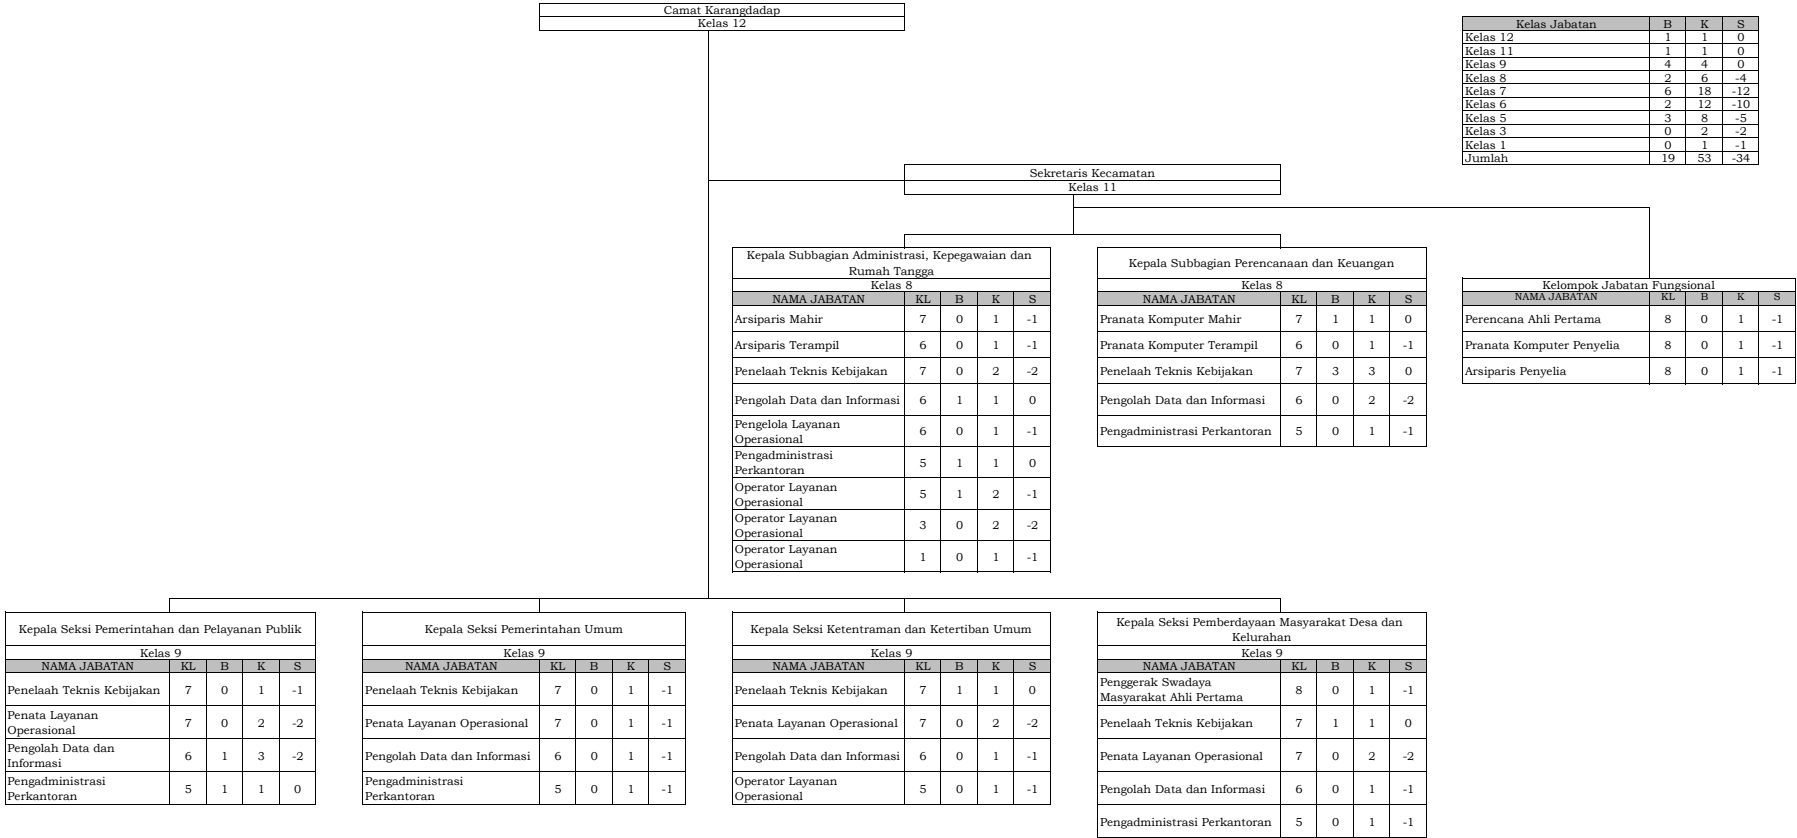 Camat Karangdadap
Kelas 12
Kelas Jabatan B K S
Kelas 12 1 1 0
Kelas 11 1 1 0
Kelas 9 4 4 0
Kelas 8 2 6 -4
Kelas 7 6 18 -12
Kelas 6 2 12 -10
Kelas 5 3 8 -5
Kelas 3 0 2 -2
Kelas 1 0 1 -1
Jumlah 19 53 -34
Sekretaris Kecamatan
Kelas 11
Kepala Subbagian Administrasi, Kepegawaian dan
Rumah Tangga
Kelas 8
NAMA JABATAN KL B K S
Arsiparis Mahir 7 0 1 -1
Arsiparis Terampil 6 0 1 -1
Penelaah Teknis Kebijakan 7 0 2 -2
Pengolah Data dan Informasi 6 1 1 0
Pengelola Layanan
Operasional 6 0 1 -1
Pengadministrasi
Perkantoran 5 1 1 0
Operator Layanan
Operasional 5 1 2 -1
Operator Layanan
Operasional 3 0 2 -2
Operator Layanan
Operasional 1 0 1 -1
Kepala Subbagian Perencanaan dan Keuangan
Kelas 8
NAMA JABATAN KL B K S
Pranata Komputer Mahir 7 1 1 0
Pranata Komputer Terampil 6 0 1 -1
Penelaah Teknis Kebijakan 7 3 3 0
Pengolah Data dan Informasi 6 0 2 -2
Pengadministrasi Perkantoran 5 0 1 -1
Kelompok Jabatan Fungsional
NAMA JABATAN KL B K S
Perencana Ahli Pertama 8 0 1 -1
Pranata Komputer Penyelia 8 0 1 -1
Arsiparis Penyelia 8 0 1 -1
Kepala Seksi Pemerintahan dan Pelayanan Publik
Kelas 9
NAMA JABATAN KL B K S
Penelaah Teknis Kebijakan 7 0 1 -1
Penata Layanan
Operasional 7 0 2 -2
Pengolah Data dan
Informasi 6 1 3 -2
Pengadministrasi
Perkantoran 5 1 1 0
Kepala Seksi Pemerintahan Umum
Kelas 9
NAMA JABATAN KL B K S
Penelaah Teknis Kebijakan 7 0 1 -1
Penata Layanan Operasional 7 0 1 -1
Pengolah Data dan Informasi 6 0 1 -1
Pengadministrasi
Perkantoran 5 0 1 -1
Kepala Seksi Ketentraman dan Ketertiban Umum
Kelas 9
NAMA JABATAN KL B K S
Penelaah Teknis Kebijakan 7 1 1 0
Penata Layanan Operasional 7 0 2 -2
Pengolah Data dan Informasi 6 0 1 -1
Operator Layanan
Operasional 5 0 1 -1
Kepala Seksi Pemberdayaan Masyarakat Desa dan
Kelurahan
Kelas 9
NAMA JABATAN KL B K S
Penggerak Swadaya
Masyarakat Ahli Pertama 8 0 1 -1
Penelaah Teknis Kebijakan 7 1 1 0
Penata Layanan Operasional 7 0 2 -2
Pengolah Data dan Informasi 6 0 1 -1
Pengadministrasi Perkantoran 5 0 1 -1